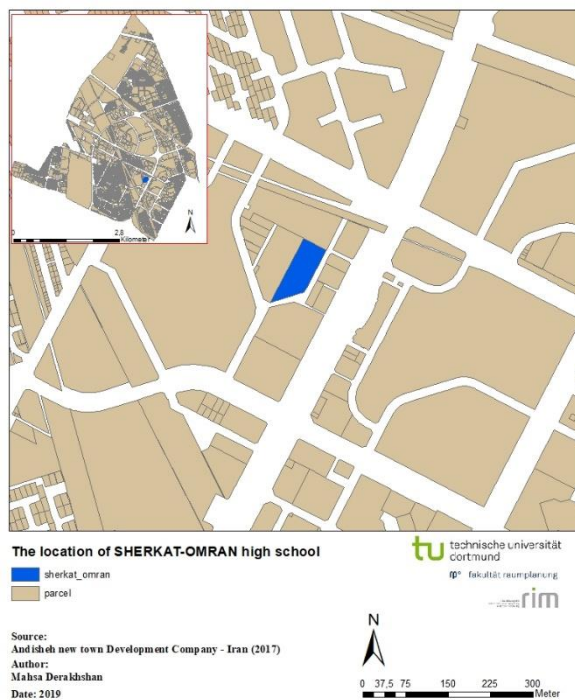 N
0 2,8
Kilometer
The location of SHERKAT-OMRAN high school
sherkat_omran
parcel
tu technische universität
dortmund
rp° fakultät raumplanung
rim
Source:
Andisheh new town Development Company - Iran (2017)
Author:
Mahsa Derakhshan
Date: 2019
N
0 37,5 75 150 225 300
Meter